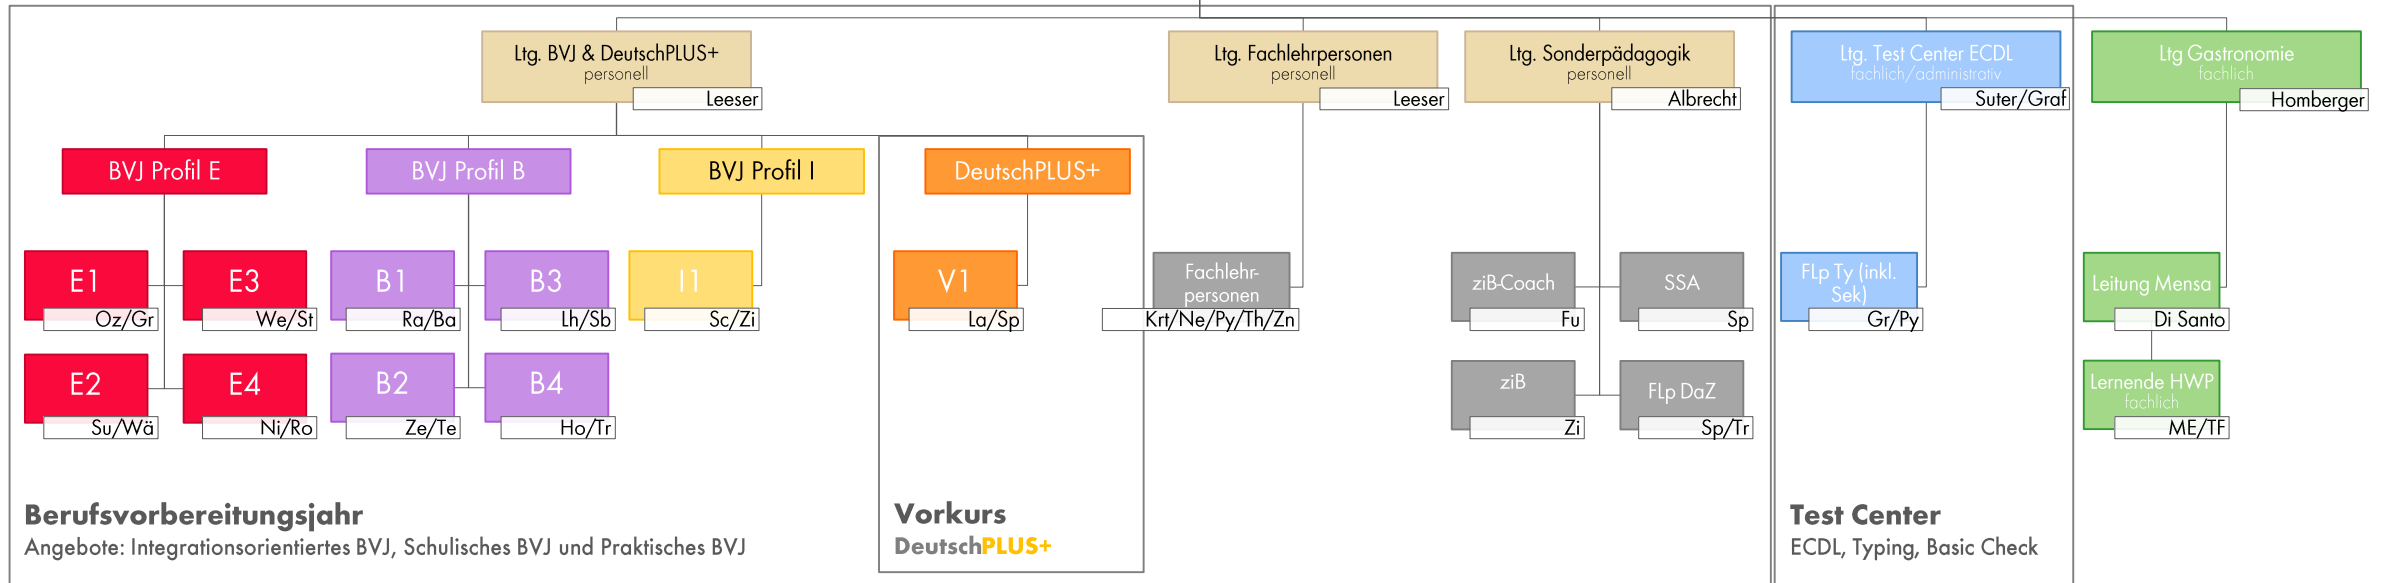 Ltg. BVJ & DeutschPLUS+
personell
Leeser
Ltg. Fachlehrpersonen
personell
Leeser
Ltg. Sonderpädagogik
personell
Albrecht
Ltg. Test Center ECDL
fachlich/administrativ
Suter/Graf
Ltg Gastronomie
fachlich
Homberger
BVJ Profil E
BVJ Profil B
BVJ Profil I
DeutschPLUS+
E1
Oz/Gr
E3
We/St
B1
Ra/Ba
B3
Lh/Sb
I1
Sc/Zi
V1
La/Sp
Fachlehr-
personen
Krt/Ne/Py/Th/Zn
ziB-Coach
Fu
SSA
Sp
FLp Ty (inkl.
Sek)
Gr/Py
Leitung Mensa
Di Santo
E2
Su/Wä
E4
Ni/Ro
B2
Ze/Te
B4
Ho/Tr
ziB
Zi
FLp DaZ
Sp/Tr
Lernende HWP
fachlich
ME/TF
Berufsvorbereitungsjahr
Angebote: Integrationsorientiertes BVJ, Schulisches BVJ und Praktisches BVJ
Vorkurs
DeutschPLUS+
Test Center
ECDL, Typing, Basic Check